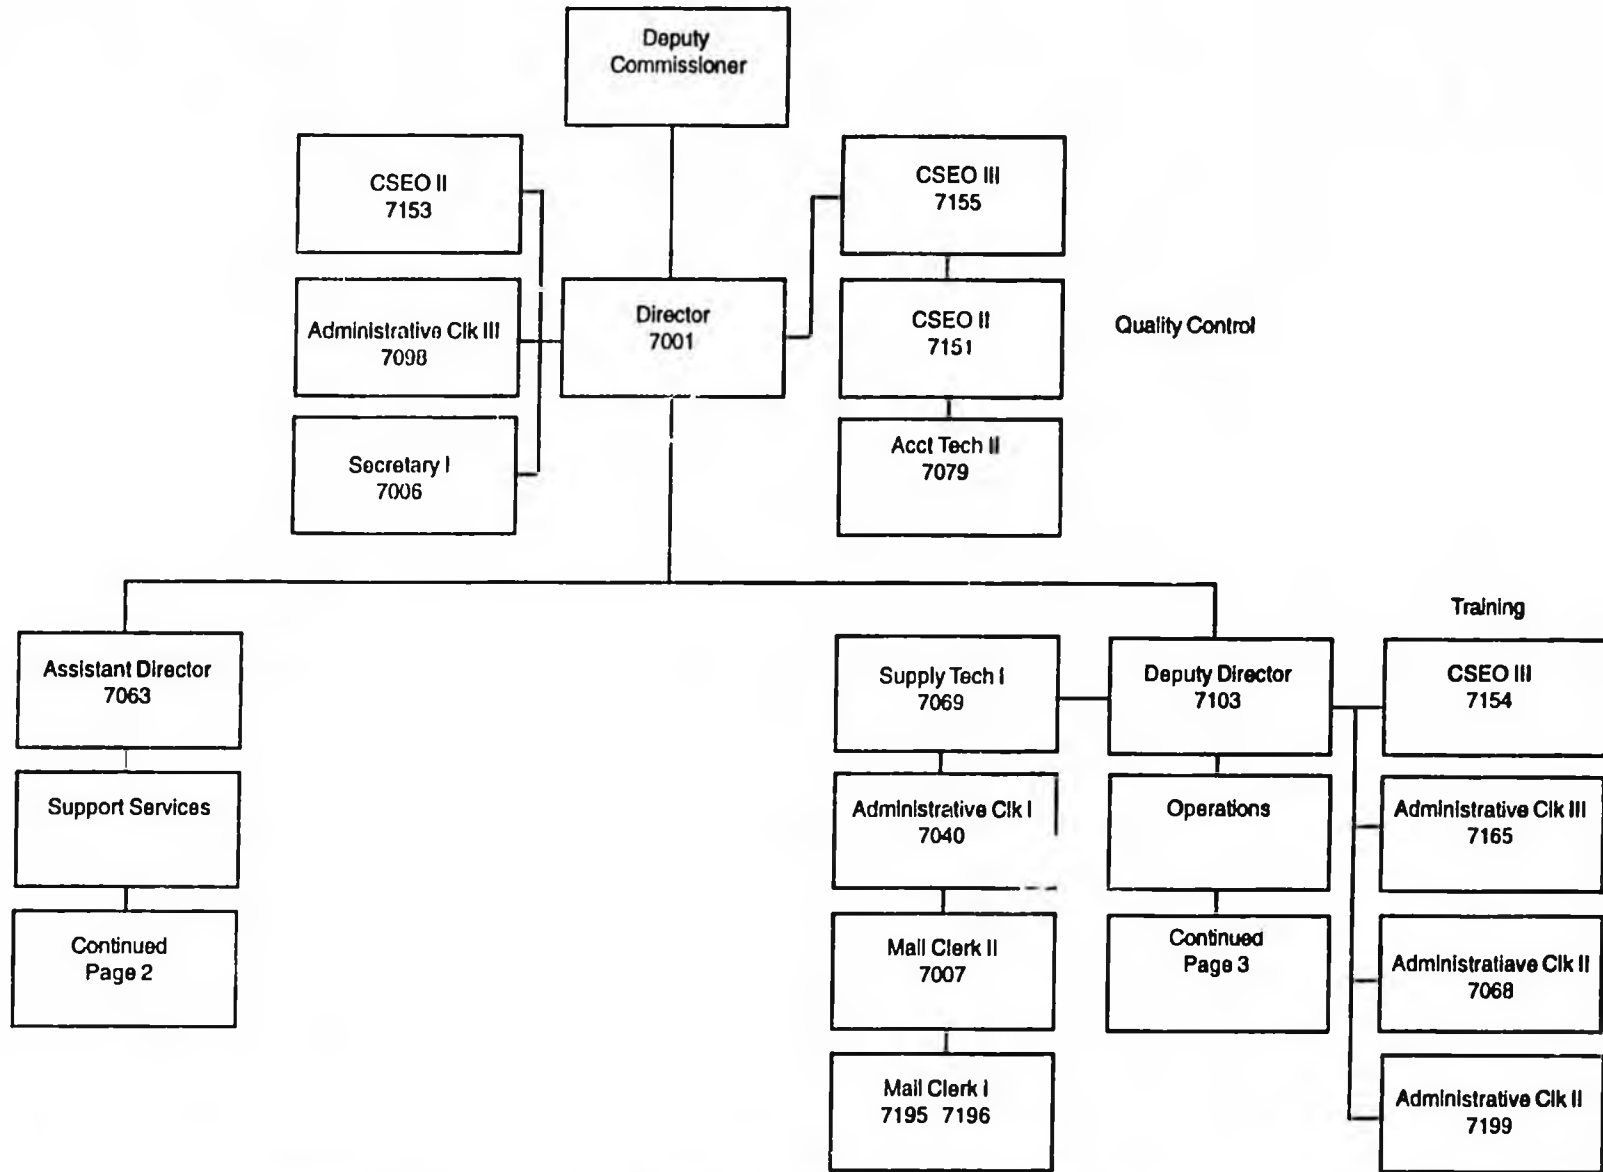 Deputy
Commissioner
CSEO II
7153
CSEO III
7155
Administrative Clk III
7098
Director
7001
CSEO II
7151
Quality Control
Secretary I
7006
Acct Tech II
7079
Training
Assistant Director
7063
Supply Tech I
7069
Deputy Director
7103
CSEO III
7154
Support Services
Administrative Clk I
7040
Operations
Administrative Clk III
7165
Continued
Page 2
Mail Clerk II
7007
Continued
Page 3
Administratiave Clk II
7068
Mail Clerk I
7195 7196
Administrative Clk II
7199